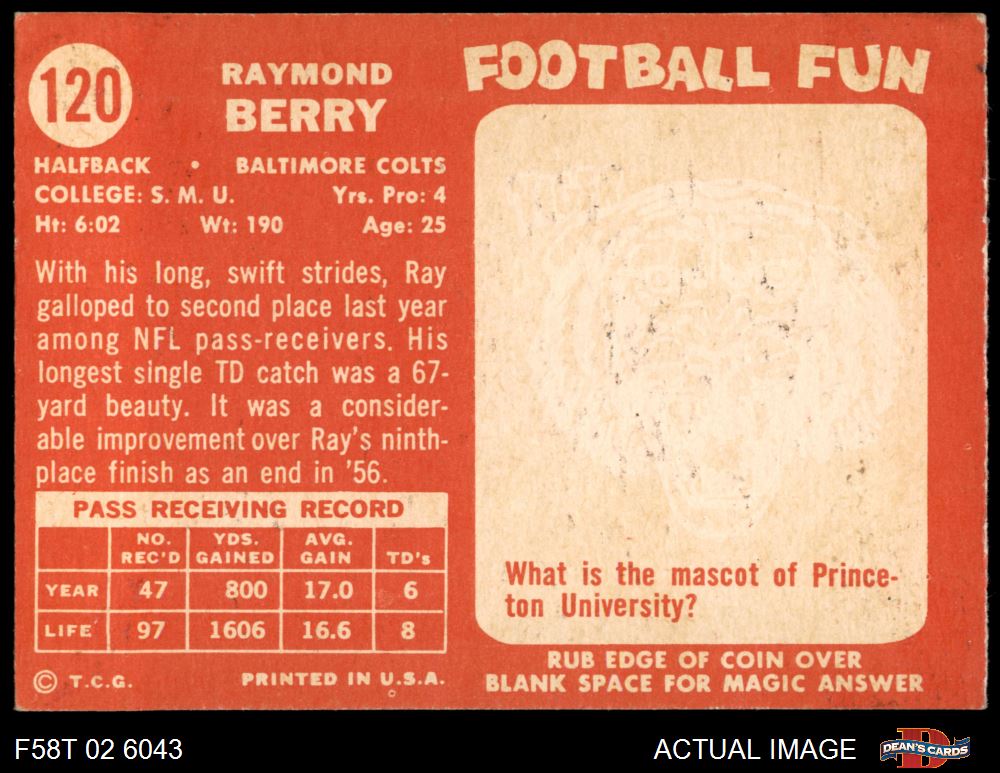 120
RAYMOND
BERRY
HALFBACK • BALTIMORE COLTS
COLLEGE: S. M. U. Yrs. Pro: 4
Ht: 6:02 Wt: 190 Age: 25
With his long, swift strides, Ray
galloped to second place last year
among NFL pass-receivers. His
longest single TD catch was a 67-
yard beauty. It was a consider-
able improvement over Ray's ninth-
place finish as an end in '56.
PASS RECEIVING RECORD
NO. REC'D YDS. GAINED AVG. GAIN TD's
YEAR 47 800 17.0 6
LIFE 97 1606 16.6 8
© T.C.G. PRINTED IN U.S.A.
FOOTBALL FUN
What is the mascot of Prince-
ton University?
RUB EDGE OF COIN OVER
BLANK SPACE FOR MAGIC ANSWER
F58T 02 6043
ACTUAL IMAGE
D
DEAN'S CARDS